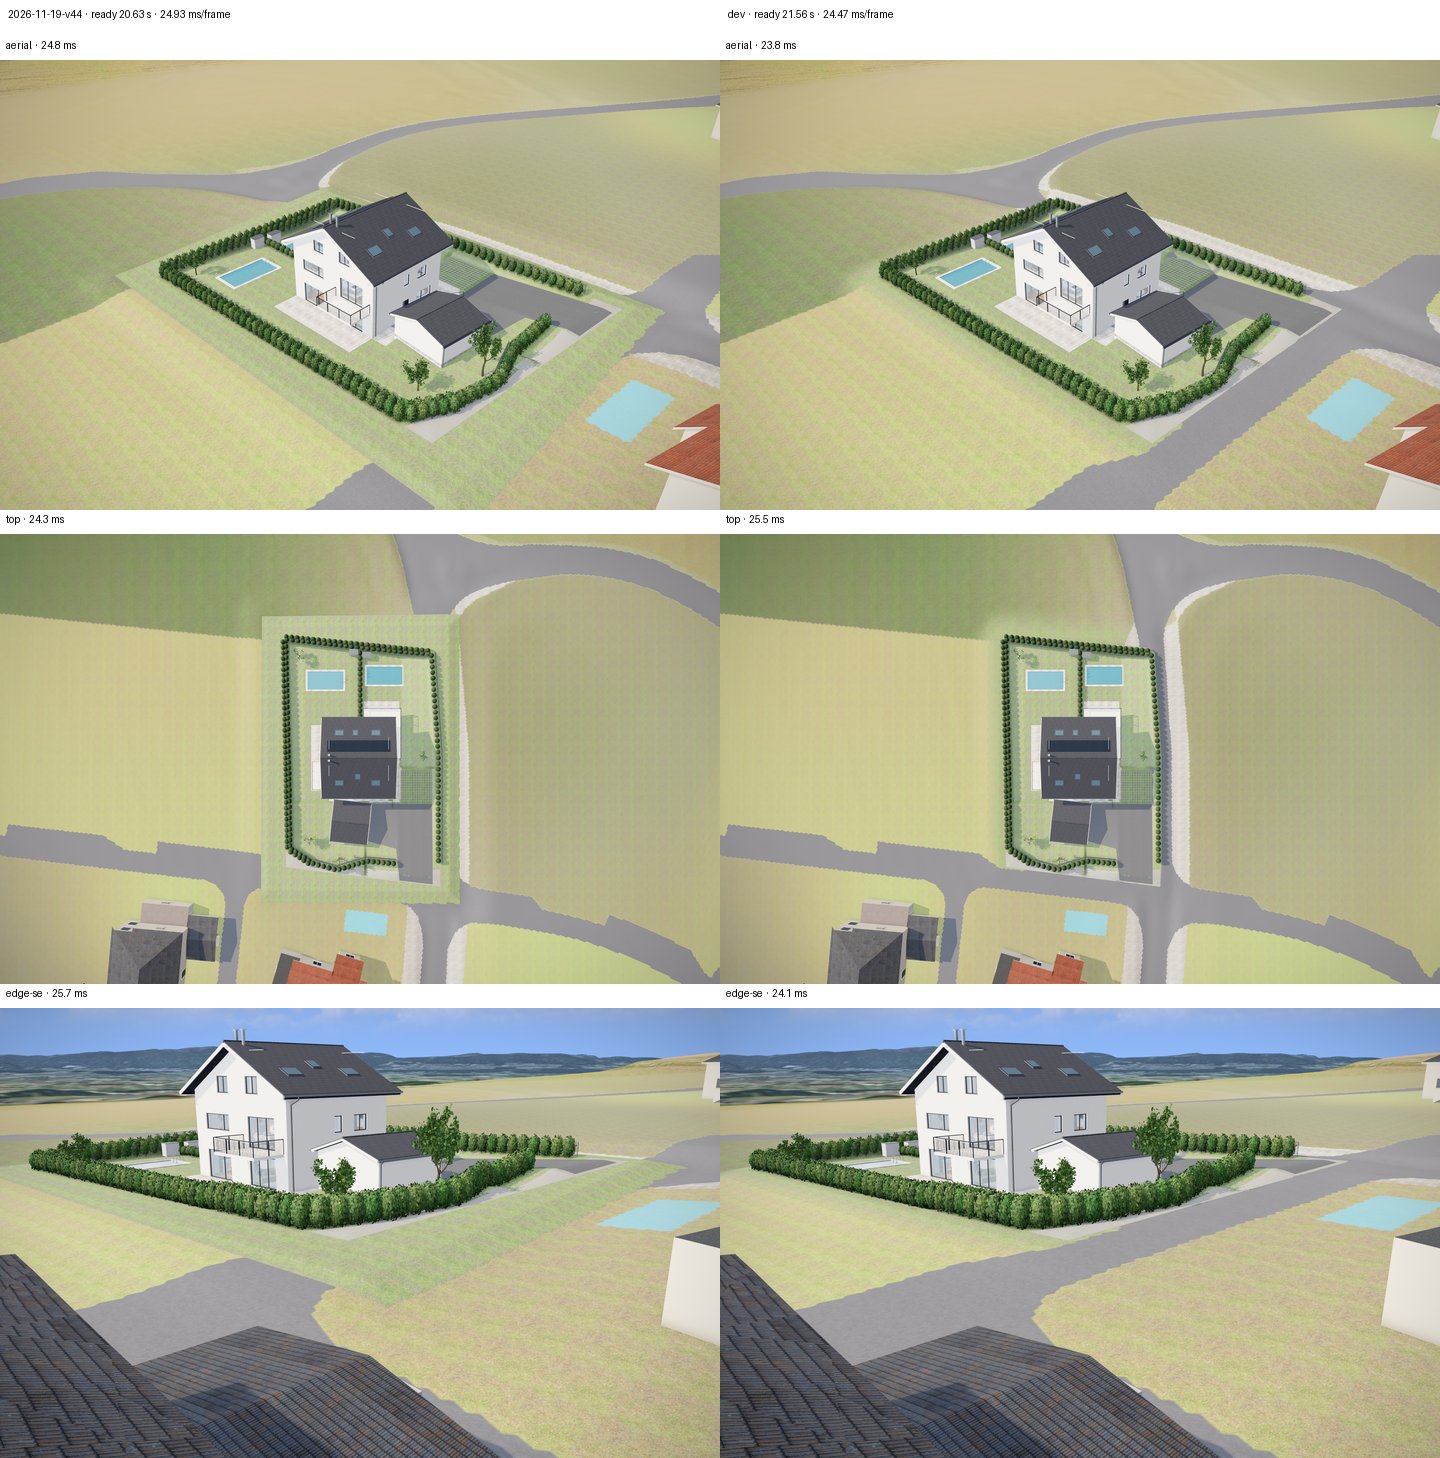 2026-11-19-v44 · ready 20.63 s · 24.93 ms/frame
dev · ready 21.56 s · 24.47 ms/frame
aerial · 24.8 ms
aerial · 23.8 ms
top · 24.3 ms
top · 25.5 ms
edge-se · 25.7 ms
edge-se · 24.1 ms